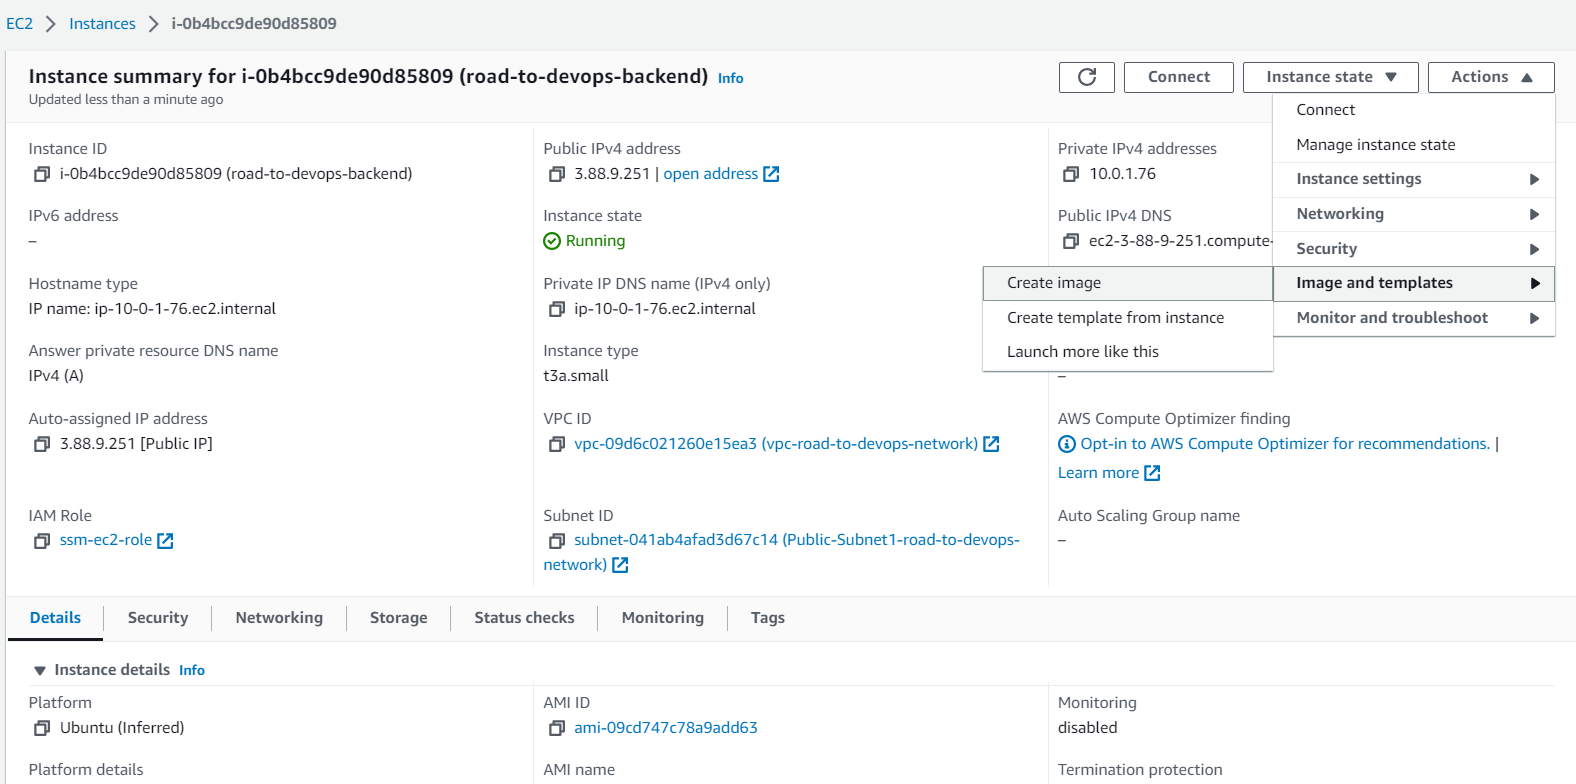 EC2 Instances i-0b4bcc9de90d85809
Instance summary for i-0b4bcc9de90d85809 (road-to-devops-backend) Info
Updated less than a minute ago
Connect
Instance state
Actions
Connect
Manage instance state
Instance settings
Networking
Security
Image and templates
Monitor and troubleshoot
Create image
Create template from instance
Launch more like this
Instance ID
i-0b4bcc9de90d85809 (road-to-devops-backend)
Public IPv4 address
3.88.9.251 | open address
Private IPv4 addresses
10.0.1.76
IPv6 address
–
Instance state
Running
Public IPv4 DNS
ec2-3-88-9-251.compute-
Hostname type
IP name: ip-10-0-1-76.ec2.internal
Private IP DNS name (IPv4 only)
ip-10-0-1-76.ec2.internal
Answer private resource DNS name
IPv4 (A)
Instance type
t3a.small
–
Auto-assigned IP address
3.88.9.251 [Public IP]
VPC ID
vpc-09d6c021260e15ea3 (vpc-road-to-devops-network)
AWS Compute Optimizer finding
Opt-in to AWS Compute Optimizer for recommendations. |
Learn more
IAM Role
ssm-ec2-role
Subnet ID
subnet-041ab4afad3d67c14 (Public-Subnet1-road-to-devops-
network)
Auto Scaling Group name
–
Details Security Networking Storage Status checks Monitoring Tags
Instance details Info
Platform
Ubuntu (Inferred)
AMI ID
ami-09cd747c78a9add63
Monitoring
disabled
Platform details
AMI name
Termination protection